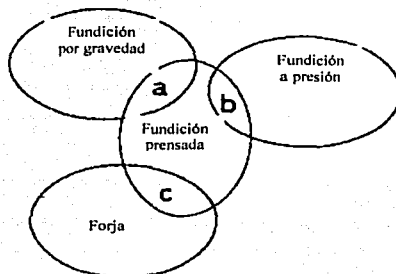 Fundición
por gravedad
Fundición
a presión
a
b
Fundición
prensada
c
Forja